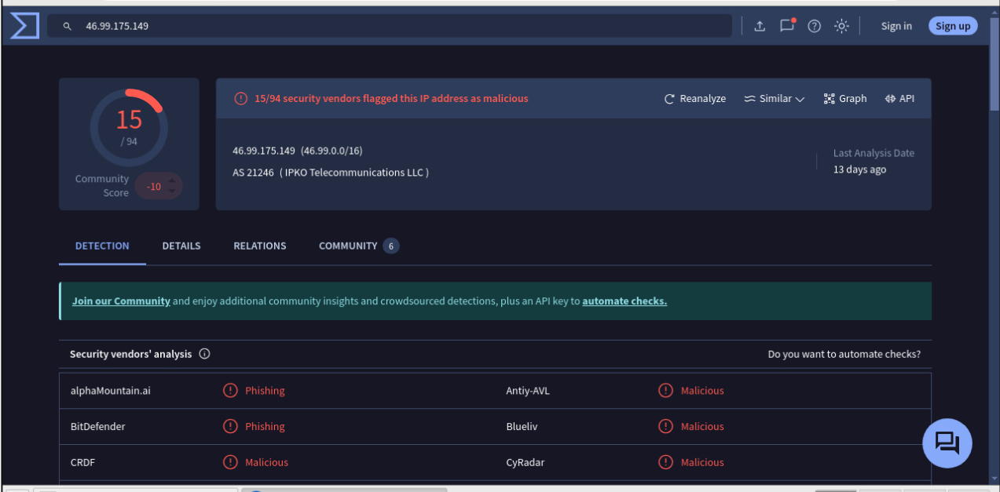 46.99.175.149
Sign in
Sign up
15
/ 94
Community
Score
-10
15/94 security vendors flagged this IP address as malicious
Reanalyze
Similar
Graph
API
46.99.175.149 (46.99.0.0/16)
AS 21246 ( IPKO Telecommunications LLC )
Last Analysis Date
13 days ago
DETECTION
DETAILS
RELATIONS
COMMUNITY 6
Join our Community and enjoy additional community insights and crowdsourced detections, plus an API key to automate checks.
Security vendors' analysis
Do you want to automate checks?
alphaMountain.ai Phishing Antiy-AVL Malicious
BitDefender Phishing Blueliv Malicious
CRDF Malicious CyRadar Malicious